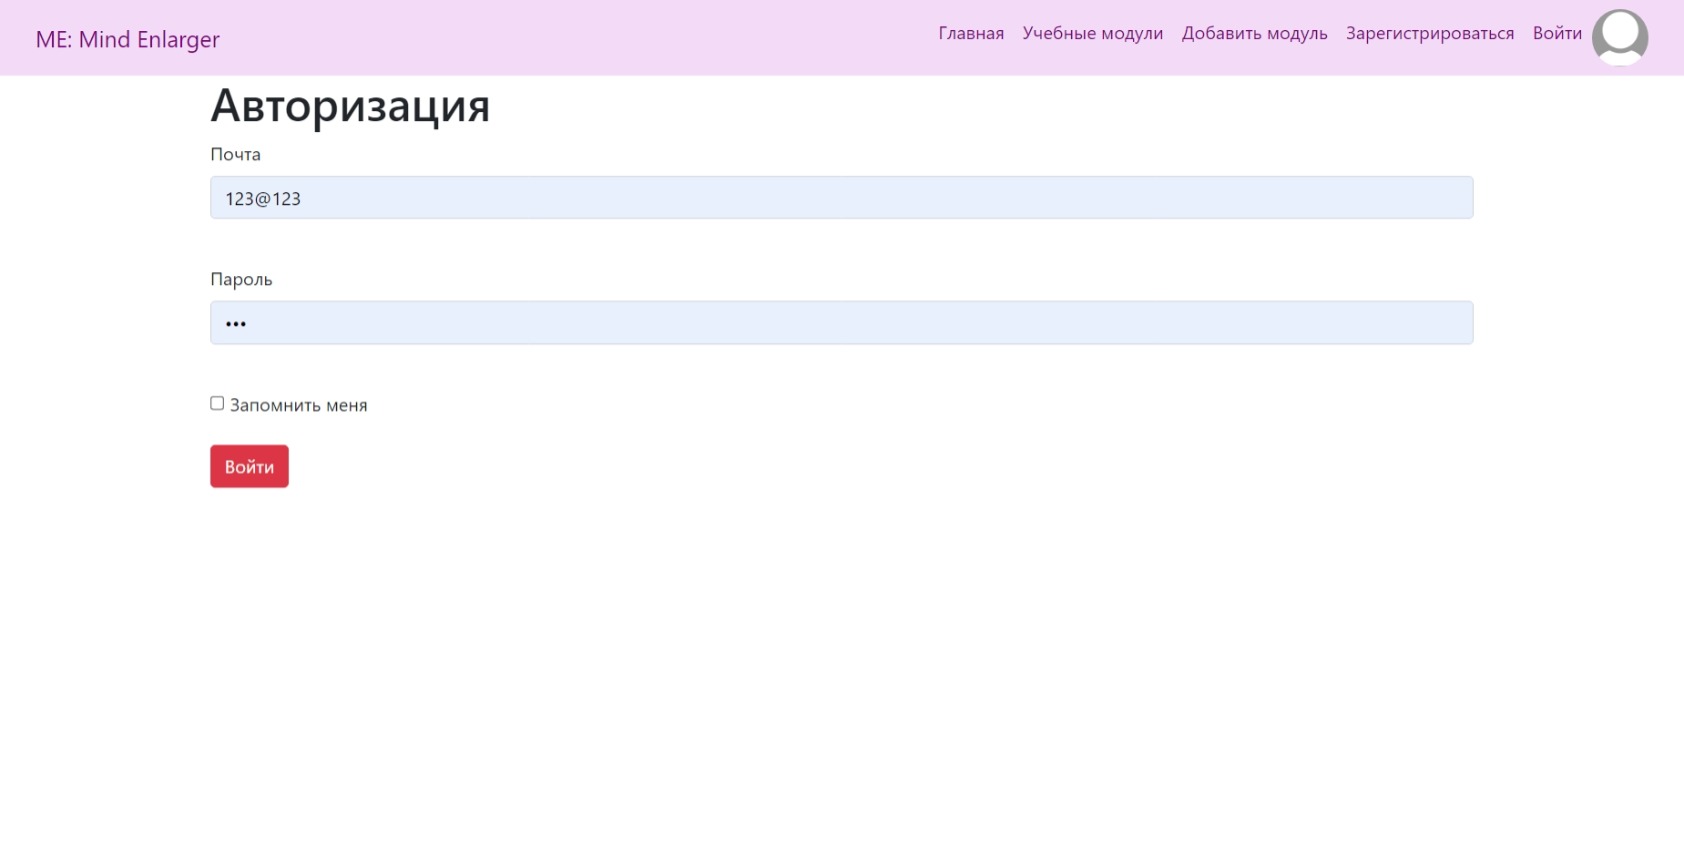 ME: Mind Enlarger
Главная Учебные модули Добавить модуль Зарегистрироваться Войти
Авторизация
Почта
123@123
Пароль
•••
Запомнить меня
Войти